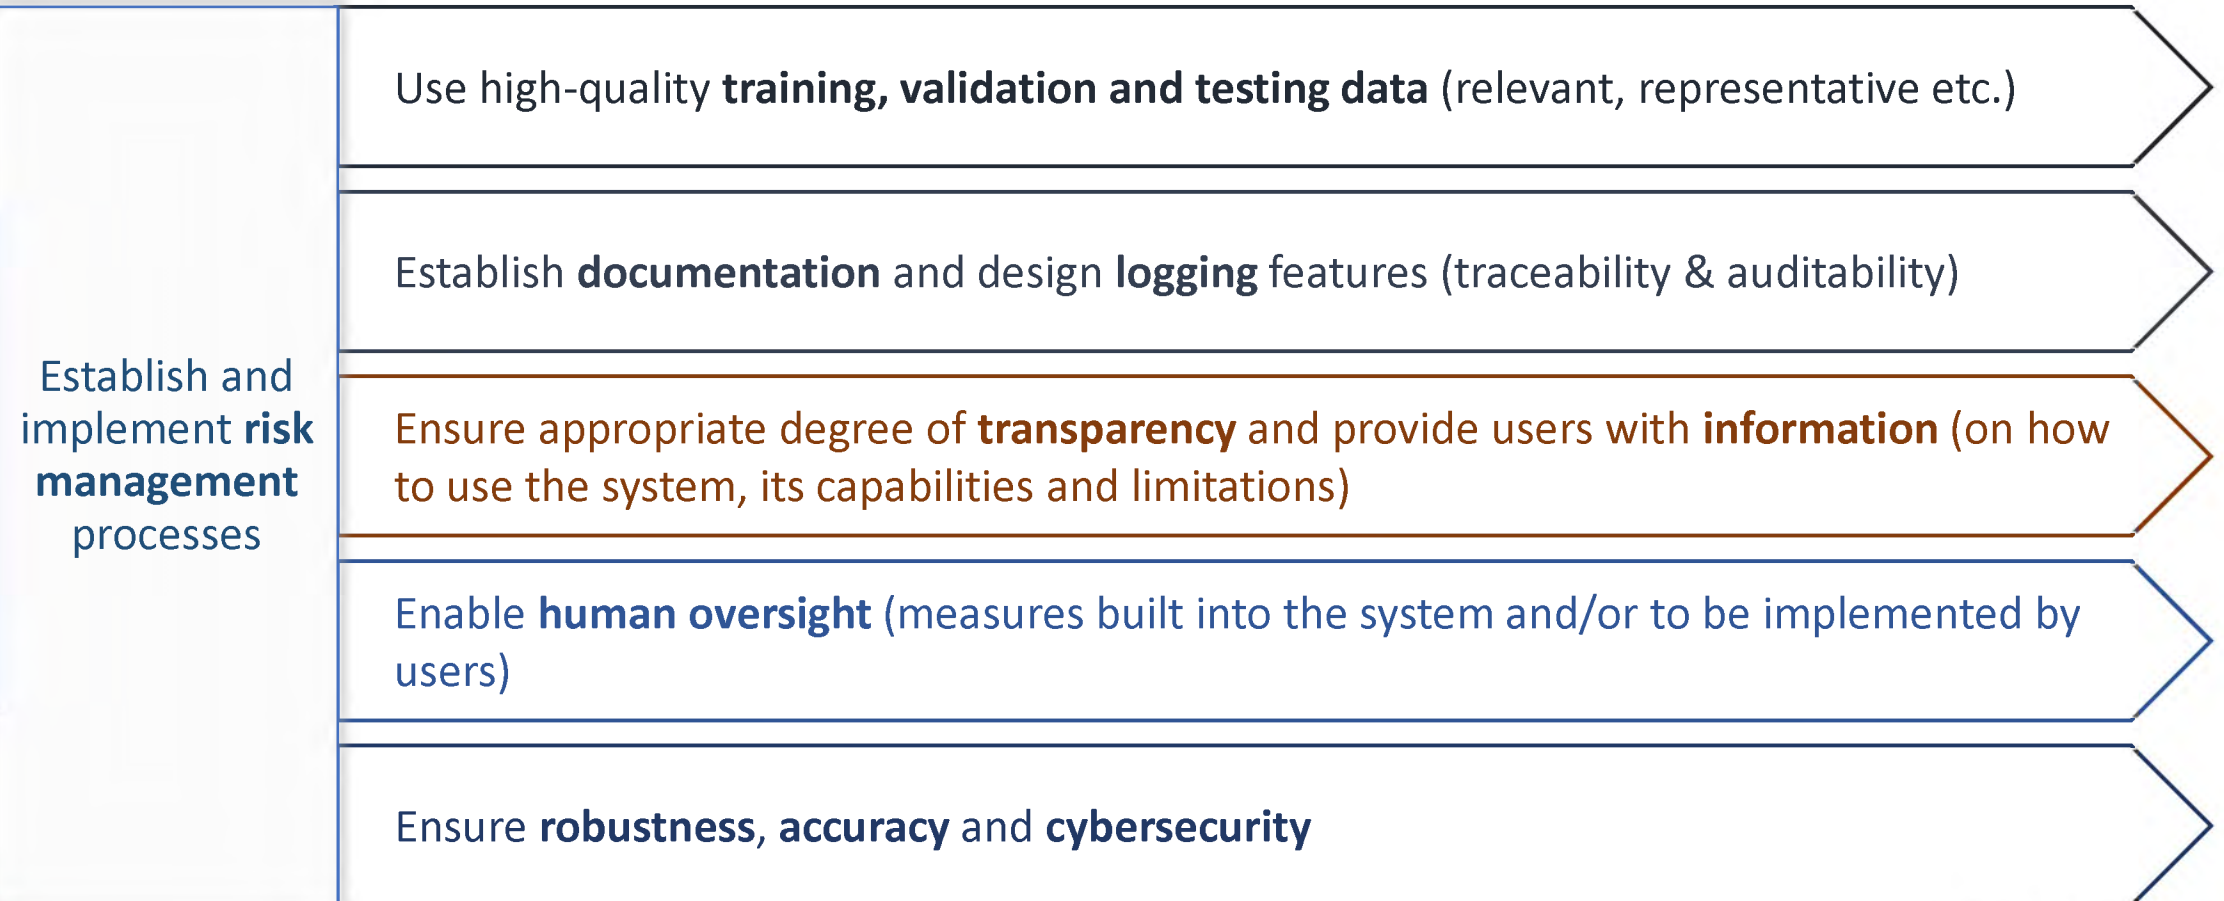 Establish and
implement risk
management
processes
Use high-quality training, validation and testing data (relevant, representative etc.)
Establish documentation and design logging features (traceability & auditability)
Ensure appropriate degree of transparency and provide users with information (on how
to use the system, its capabilities and limitations)
Enable human oversight (measures built into the system and/or to be implemented by
users)
Ensure robustness, accuracy and cybersecurity